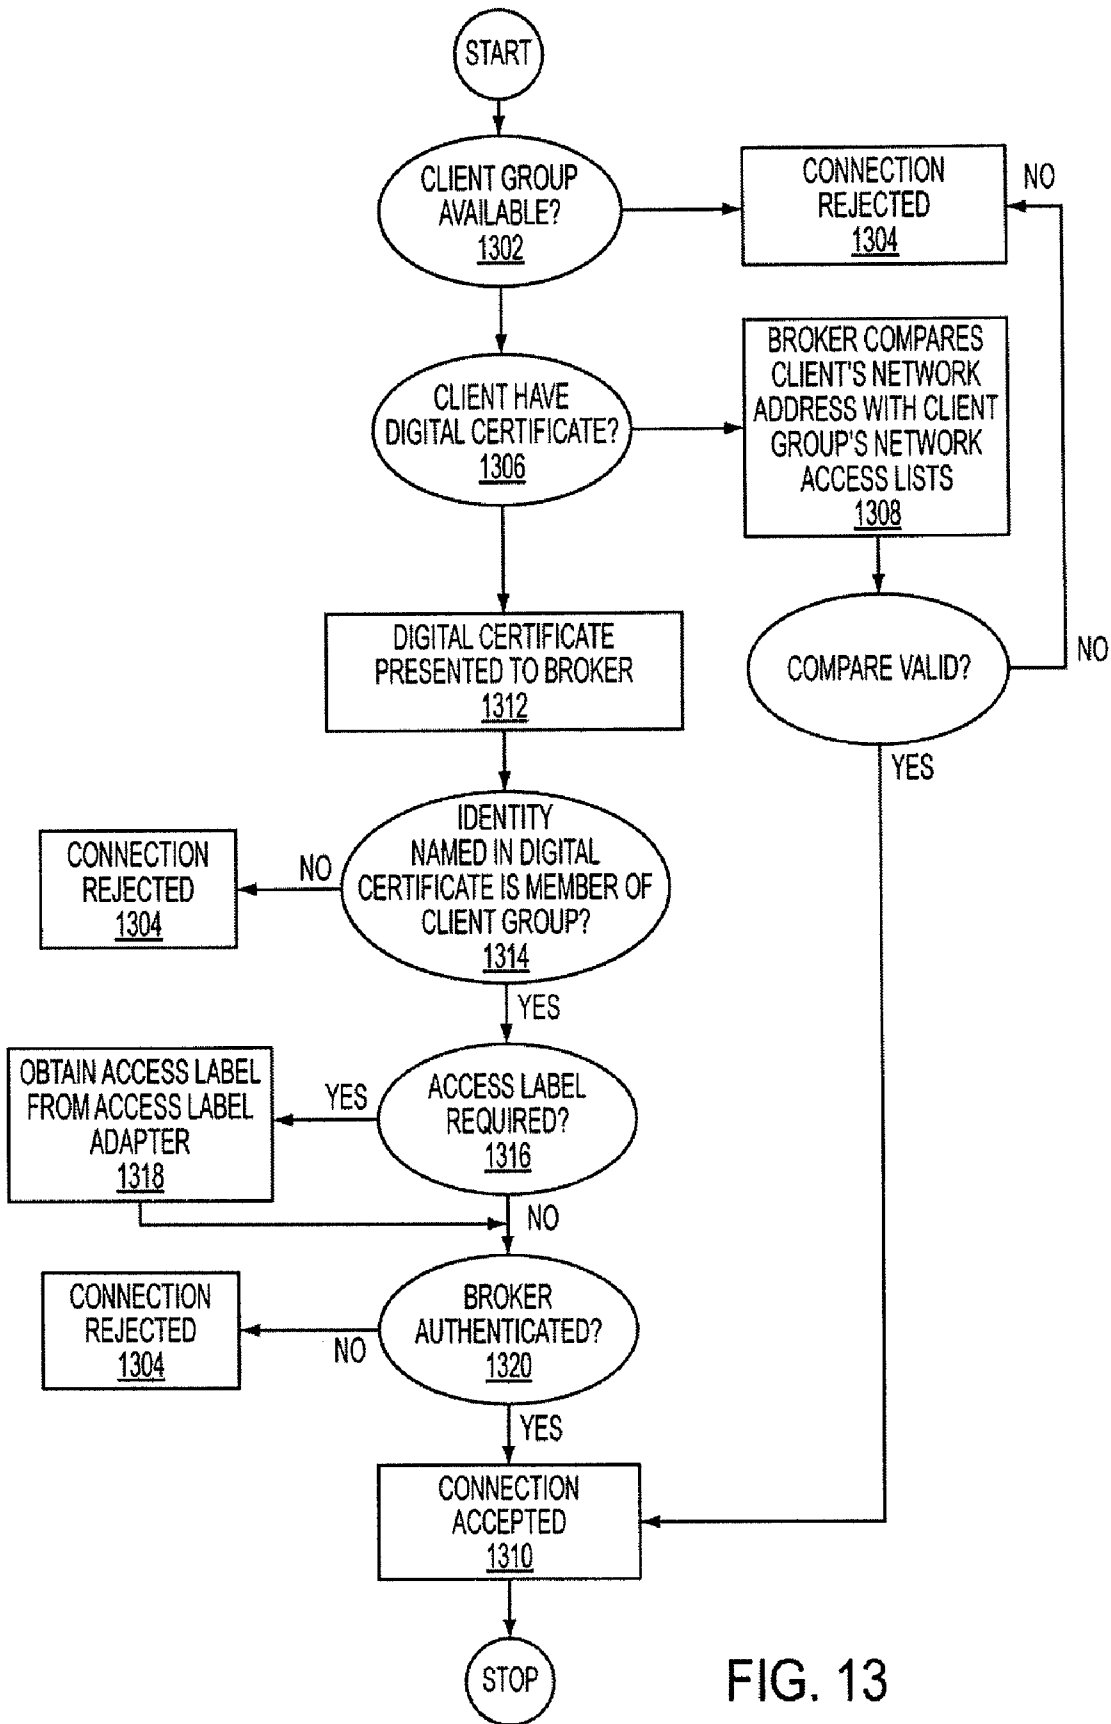 START
CLIENT GROUP
AVAILABLE?
1302
CONNECTION
REJECTED
1304
NO
CLIENT HAVE
DIGITAL CERTIFICATE?
1306
BROKER COMPARES
CLIENT'S NETWORK
ADDRESS WITH CLIENT
GROUP'S NETWORK
ACCESS LISTS
1308
DIGITAL CERTIFICATE
PRESENTED TO BROKER
1312
COMPARE VALID?
NO
YES
IDENTITY
NAMED IN DIGITAL
CERTIFICATE IS MEMBER OF
CLIENT GROUP?
1314
NO
CONNECTION
REJECTED
1304
YES
ACCESS LABEL
REQUIRED?
1316
YES
OBTAIN ACCESS LABEL
FROM ACCESS LABEL
ADAPTER
1318
NO
BROKER
AUTHENTICATED?
1320
NO
CONNECTION
REJECTED
1304
YES
CONNECTION
ACCEPTED
1310
STOP
FIG. 13